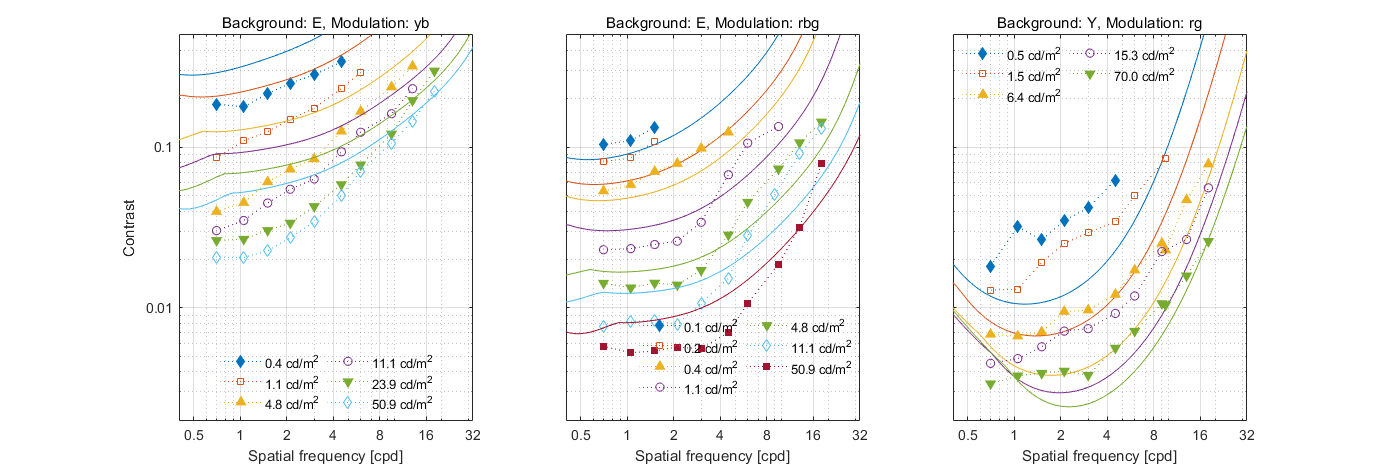 Background: E, Modulation: yb
Contrast
0.1
0.01
0.4 cd/m²
1.1 cd/m²
4.8 cd/m²
11.1 cd/m²
23.9 cd/m²
50.9 cd/m²
0.5 1 2 4 8 16 32
Spatial frequency [cpd]
Background: E, Modulation: rbg
0.1 cd/m²
0.2 cd/m²
0.4 cd/m²
1.1 cd/m²
4.8 cd/m²
11.1 cd/m²
50.9 cd/m²
0.5 1 2 4 8 16 32
Spatial frequency [cpd]
Background: Y, Modulation: rg
0.5 cd/m²
1.5 cd/m²
6.4 cd/m²
15.3 cd/m²
70.0 cd/m²
0.5 1 2 4 8 16 32
Spatial frequency [cpd]